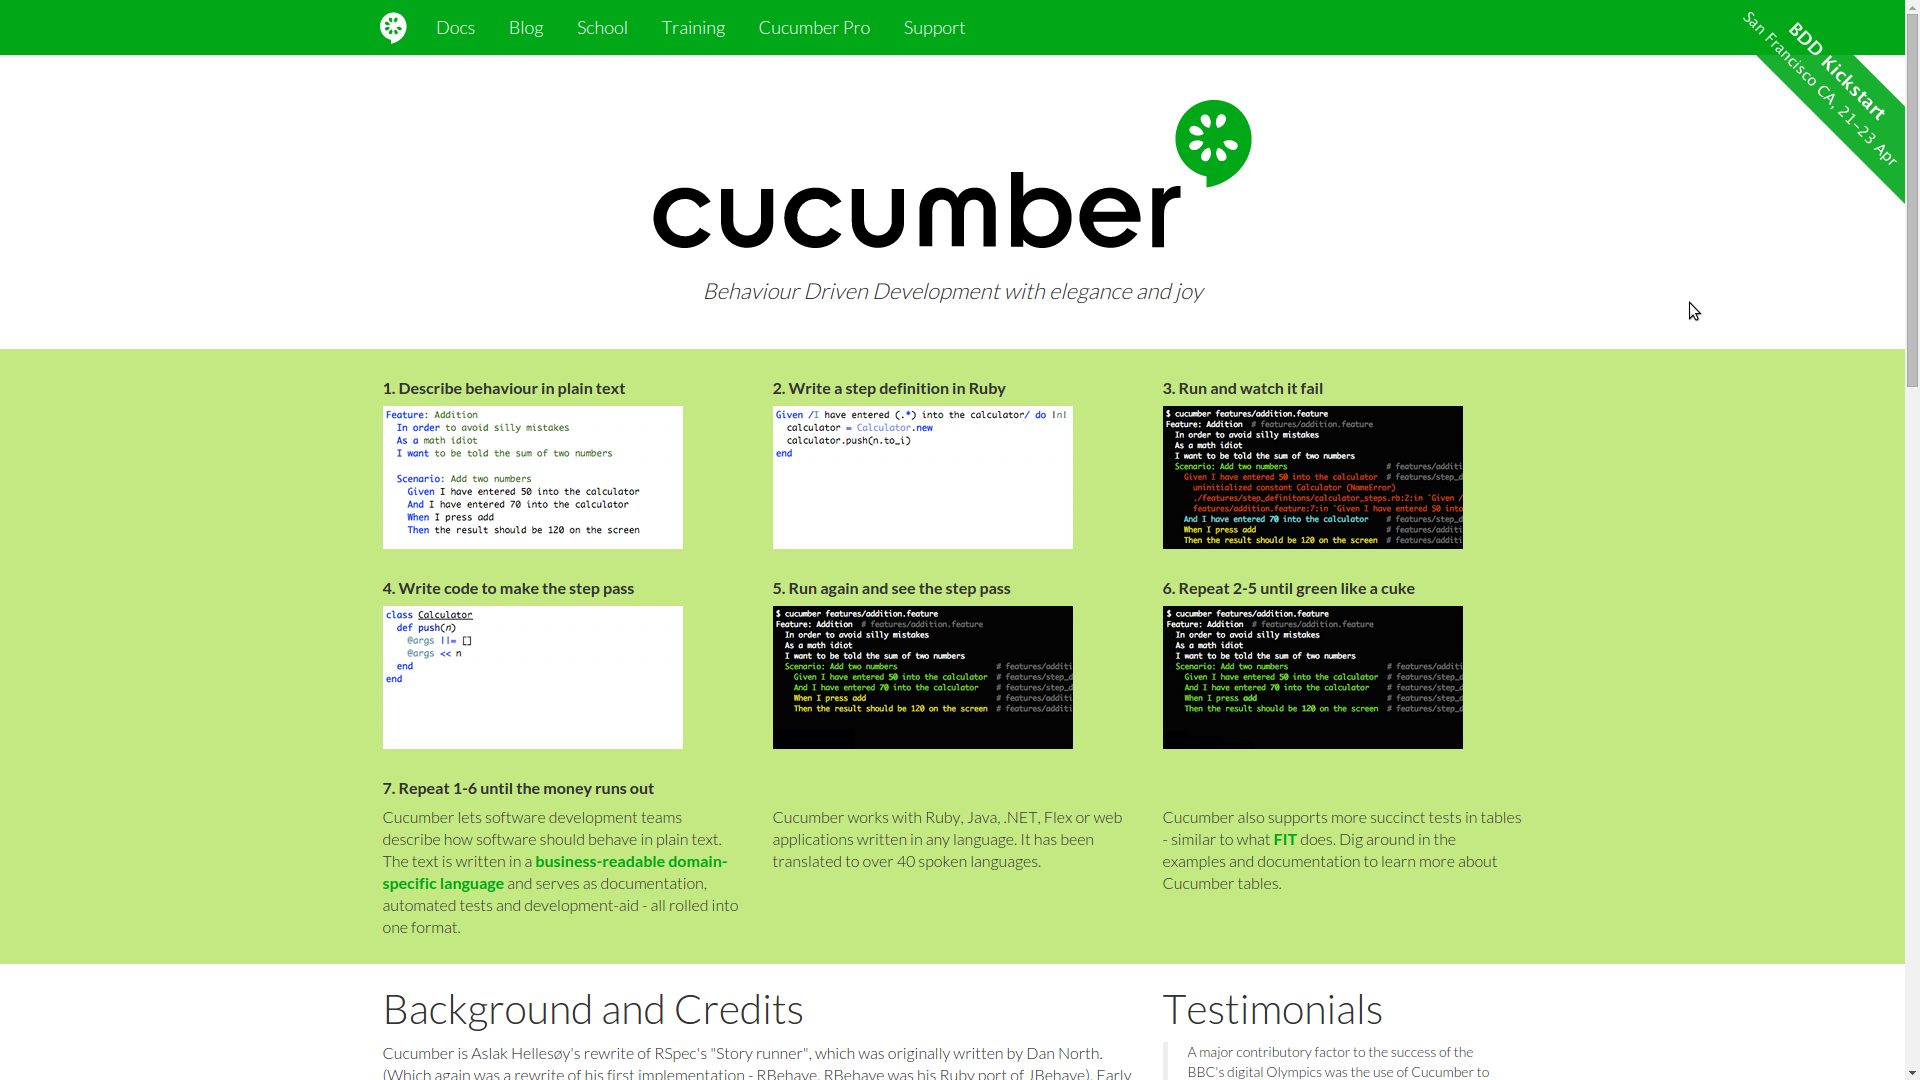 Docs Blog School Training Cucumber Pro Support
BDD Kickstart
San Francisco CA, 21-23 Apr
cucumber
Behaviour Driven Development with elegance and joy
1. Describe behaviour in plain text
Feature: Addition
In order to avoid silly mistakes
As a math idiot
I want to be told the sum of two numbers
Scenario: Add two numbers
Given I have entered 50 into the calculator
And I have entered 70 into the calculator
When I press add
Then the result should be 120 on the screen
2. Write a step definition in Ruby
Given /I have entered (.*) into the calculator/ do |n|
calculator = Calculator.new
calculator.push(n.to_i)
end
3. Run and watch it fail
$ cucumber features/addition.feature
Feature: Addition # features/addition.feature
In order to avoid silly mistakes
As a math idiot
I want to be told the sum of two numbers
Scenario: Add two numbers # features/additi
Given I have entered 50 into the calculator # features/step_d
uninitialized constant Calculator (NameError)
./features/step_definitons/calculator_steps.rb:2:in `Given /
features/addition.feature:7:in `Given I have entered 50 into
And I have entered 70 into the calculator # features/step_d
When I press add # features/additi
Then the result should be 120 on the screen # features/additi
4. Write code to make the step pass
class Calculator
def push(n)
@args ||= []
@args << n
end
end
5. Run again and see the step pass
$ cucumber features/addition.feature
Feature: Addition # features/addition.feature
In order to avoid silly mistakes
As a math idiot
I want to be told the sum of two numbers
Scenario: Add two numbers # features/additi
Given I have entered 50 into the calculator # features/step_d
And I have entered 70 into the calculator # features/step_d
When I press add # features/additi
Then the result should be 120 on the screen # features/additi
6. Repeat 2-5 until green like a cuke
$ cucumber features/addition.feature
Feature: Addition # features/addition.feature
In order to avoid silly mistakes
As a math idiot
I want to be told the sum of two numbers
Scenario: Add two numbers # features/additi
Given I have entered 50 into the calculator # features/step_d
And I have entered 70 into the calculator # features/step_d
When I press add # features/step_d
Then the result should be 120 on the screen # features/step_d
7. Repeat 1-6 until the money runs out
Cucumber lets software development teams
describe how software should behave in plain text.
The text is written in a business-readable domain-
specific language and serves as documentation,
automated tests and development-aid - all rolled into
one format.
Cucumber works with Ruby, Java, .NET, Flex or web
applications written in any language. It has been
translated to over 40 spoken languages.
Cucumber also supports more succinct tests in tables
- similar to what FIT does. Dig around in the
examples and documentation to learn more about
Cucumber tables.
Background and Credits
Cucumber is Aslak Hellesøy's rewrite of RSpec's "Story runner", which was originally written by Dan North.
(Which again was a rewrite of his first implementation - RBehave. RBehave was his Ruby port of JBehave). Early
Testimonials
A major contributory factor to the success of the
BBC's digital Olympics was the use of Cucumber to